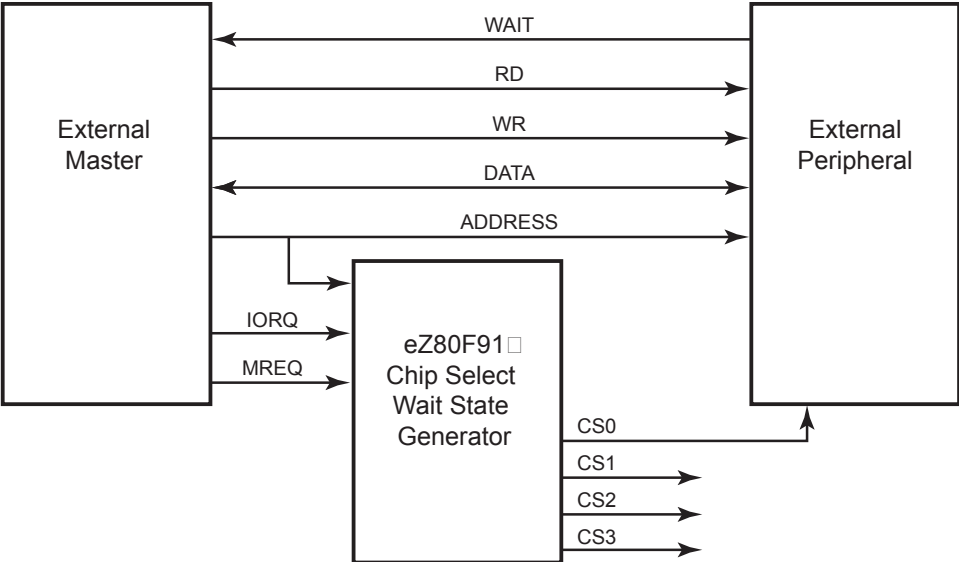 WAIT
RD
WR
DATA
ADDRESS
External
Master
External
Peripheral
IORQ
MREQ
eZ80F91□
Chip Select
Wait State
Generator
CS0
CS1
CS2
CS3